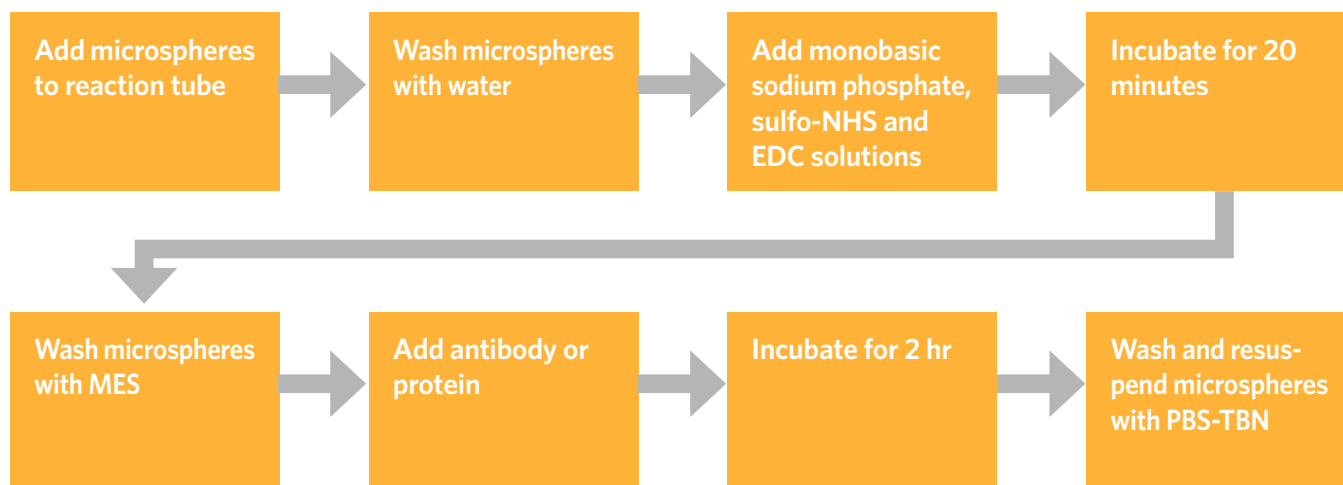 Add microspheres
to reaction tube
Wash microspheres
with water
Add monobasic
sodium phosphate,
sulfo-NHS and
EDC solutions
Incubate for 20
minutes
Wash microspheres
with MES
Add antibody or
protein
Incubate for 2 hr
Wash and resus-
pend microspheres
with PBS-TBN